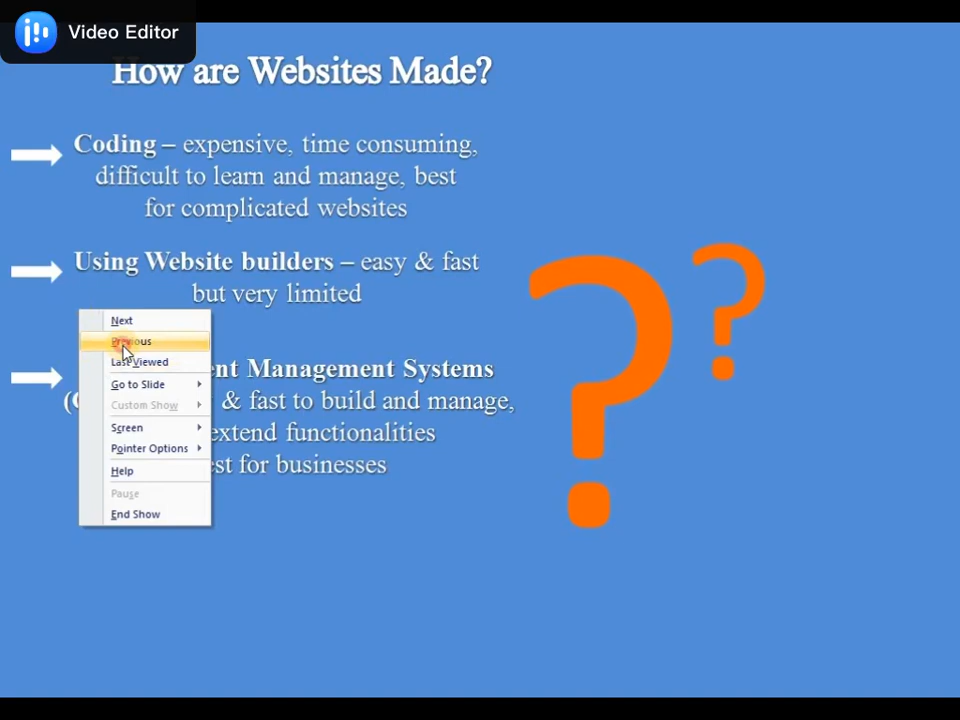 Video Editor
How are Websites Made?
Coding – expensive, time consuming,
difficult to learn and manage, best
for complicated websites
Using Website builders – easy & fast
but very limited
Management Systems
& fast to build and manage,
extend functionalities
for businesses
Next
Previous
Last Viewed
Go to Slide
Custom Show
Screen
Pointer Options
Help
Pause
End Show
? ?